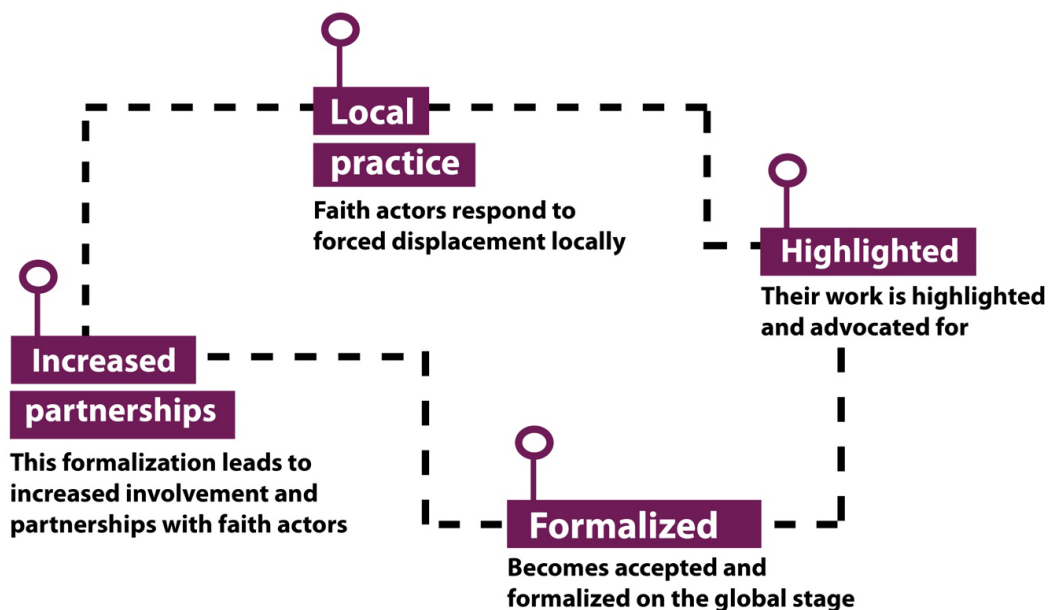 Local
practice
Faith actors respond to
forced displacement locally
Highlighted
Their work is highlighted
and advocated for
Formalized
Becomes accepted and
formalized on the global stage
Increased
partnerships
This formalization leads to
increased involvement and
partnerships with faith actors